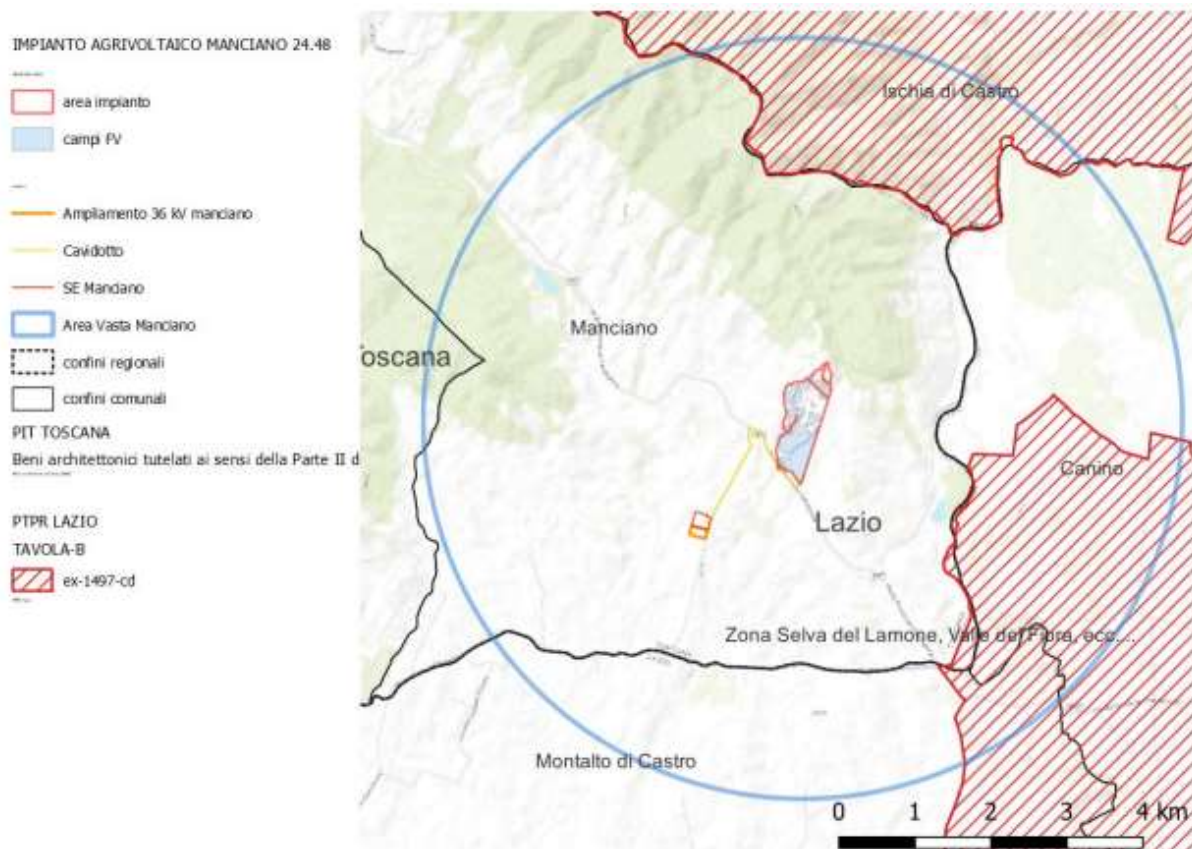 IMPIANTO AGRIVOLTAICO MANCIANO 24.48
area impianto
campi FV
Ampliamento 36 kV manciano
Cavidotto
SE Manciano
Area Vasta Manciano
confini regionali
confini comunali
PIT TOSCANA
Beni architettonici tutelati ai sensi della Parte II d
PTPR LAZIO
TAVOLA-B
ex-1497-cd
Ischia di Castro
Manciano
Toscana
Canino
Lazio
Zona Selva del Lamone, Valle del Fiora, ecc....
Montalto di Castro
0 1 2 3 4 km